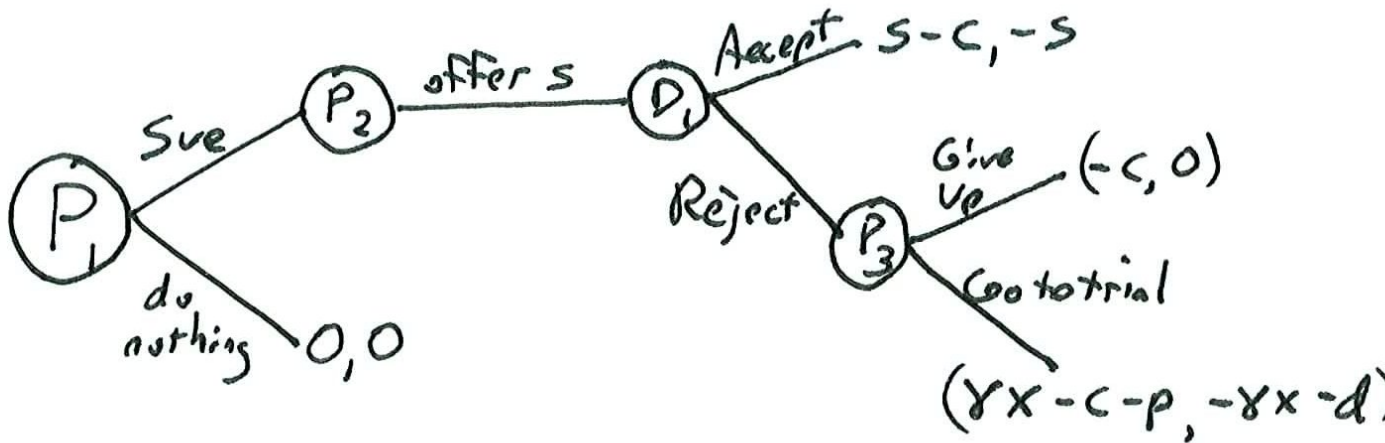 P1
Sue
do
nothing
0,0
P2
offer s
D1
Accept
s-c, -s
Reject
P3
Give
up
(-c, 0)
Go to trial
(γx-c-p, -γx-d)